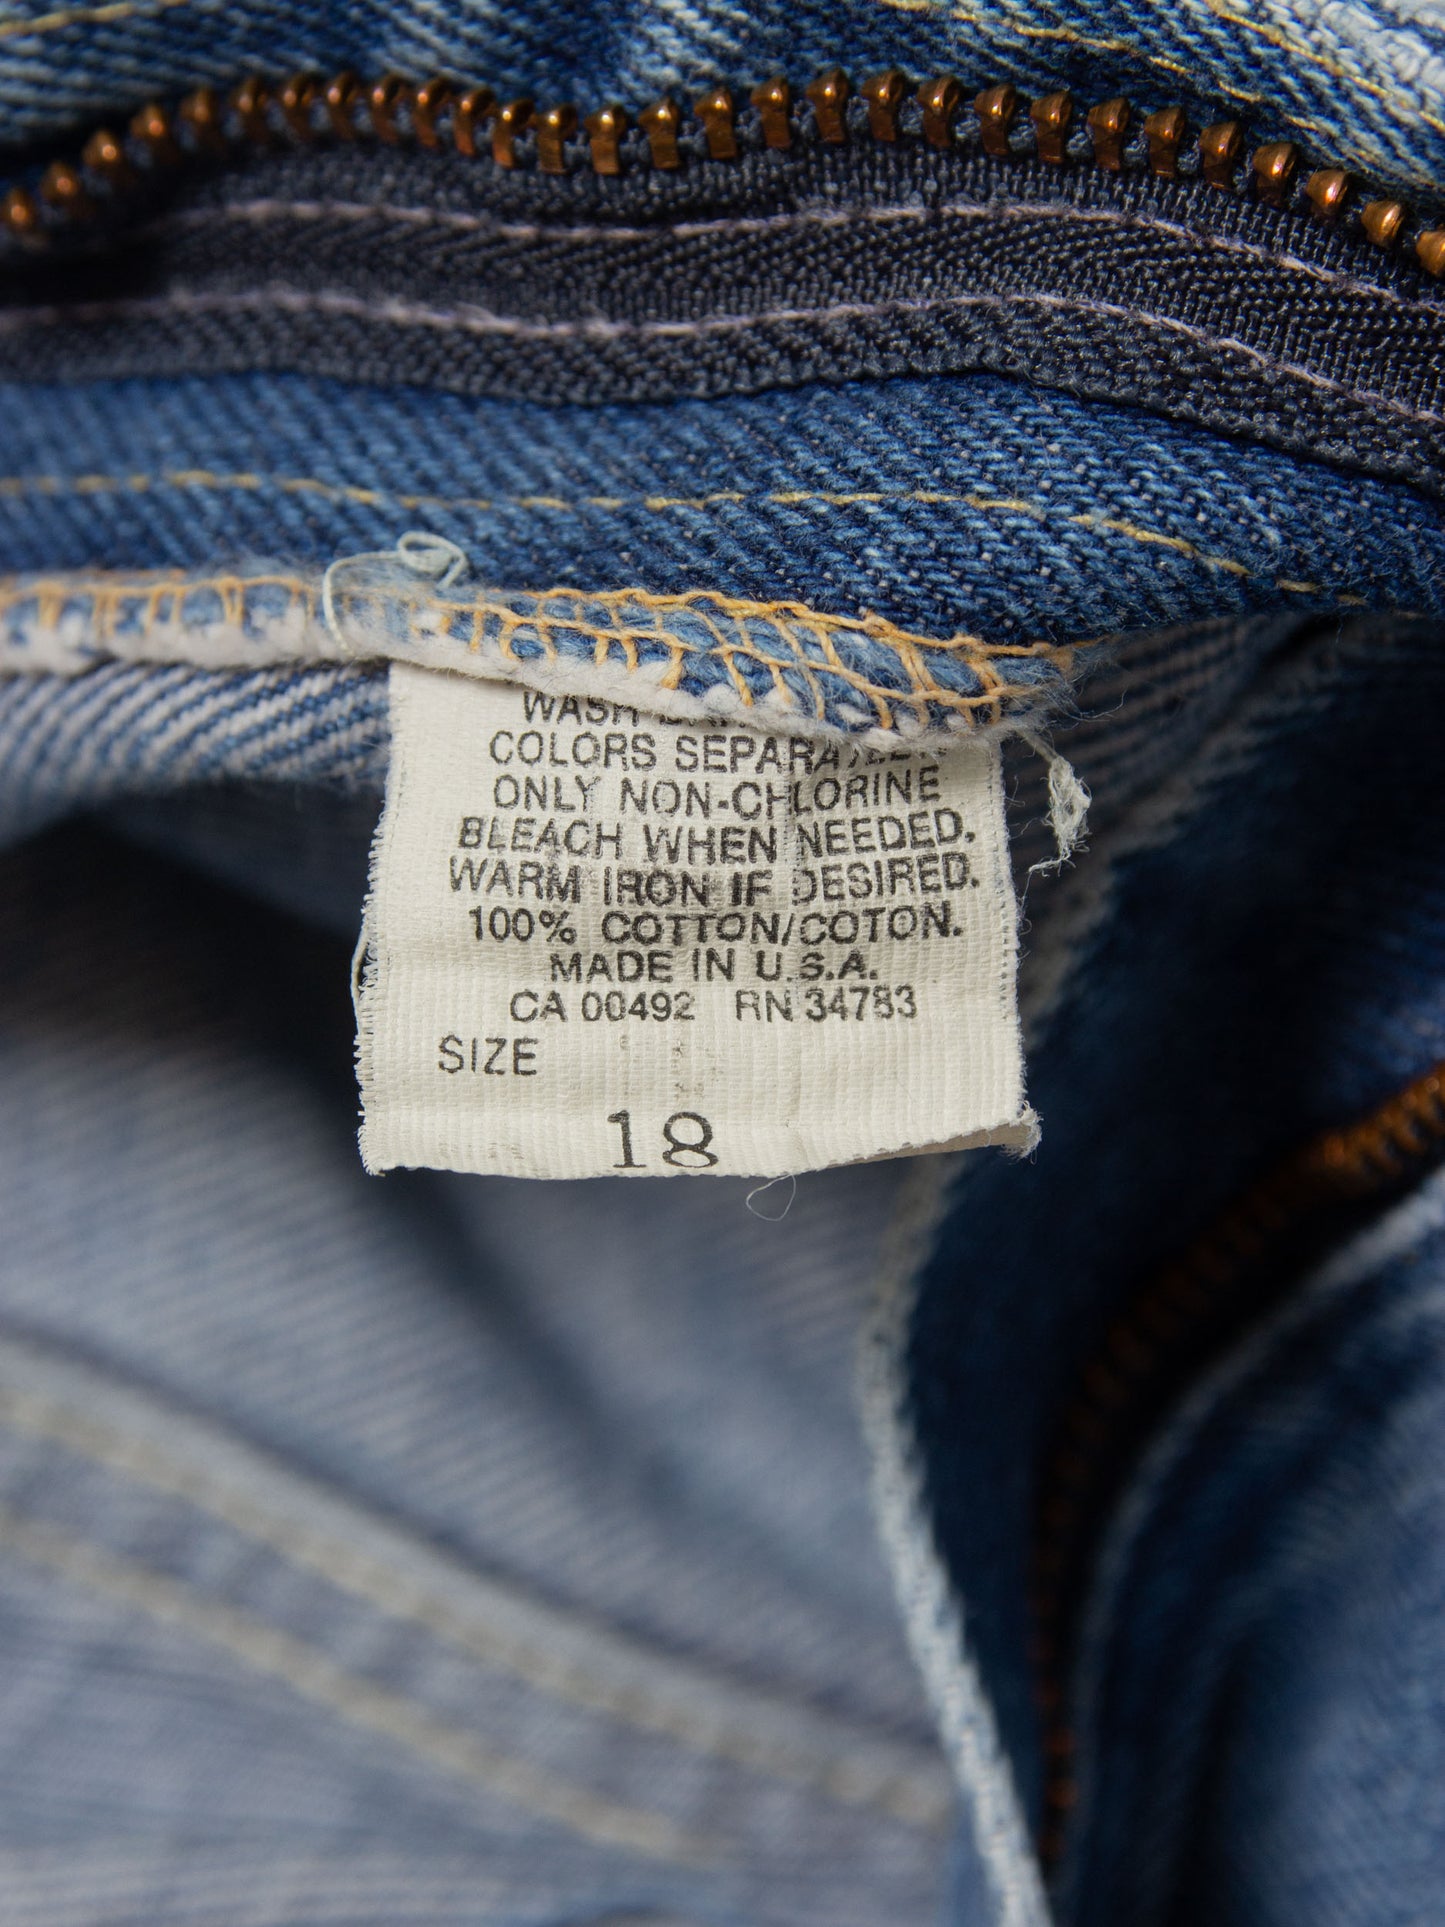 WASH
COLORS SEPARATELY
ONLY NON-CHLORINE
BLEACH WHEN NEEDED.
WARM IRON IF DESIRED.
100% COTTON/COTON.
MADE IN U.S.A.
CA 00492 RN 34783
SIZE
18